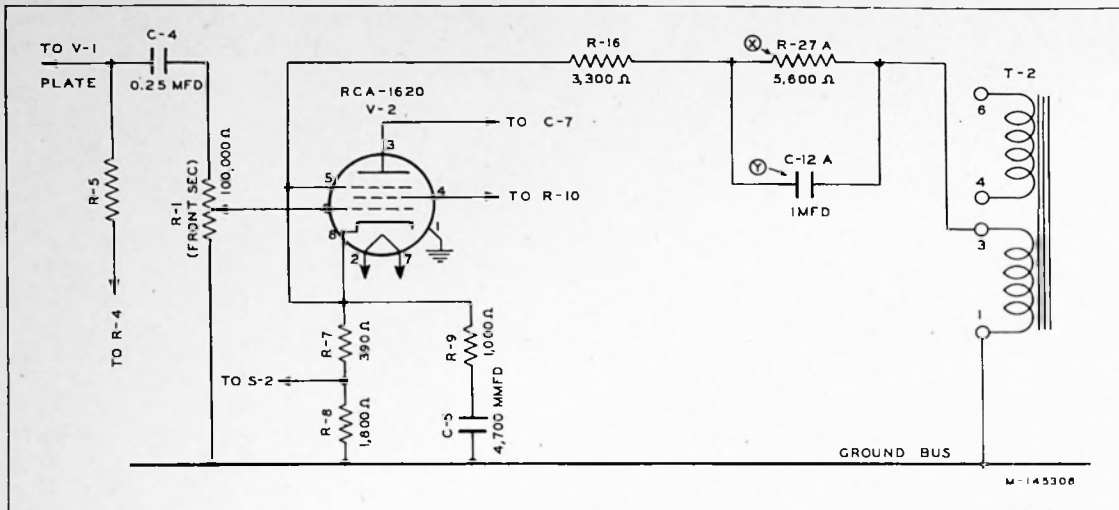 TO V-1
PLATE
C-4
0.25 MFD
R-5
TO R-4
R-1
(FRONT SEC)
100,000 Ω
RCA-1620
V-2
3
TO C-7
5
4
TO R-10
8
1
2
7
R-7
390 Ω
TO S-2
R-8
1,800 Ω
R-9
1,000 Ω
C-5
4,700 MMFD
R-16
3,300 Ω
X
R-27 A
5,600 Ω
Y
C-12 A
1 MFD
T-2
6
4
3
1
GROUND BUS
M-145308